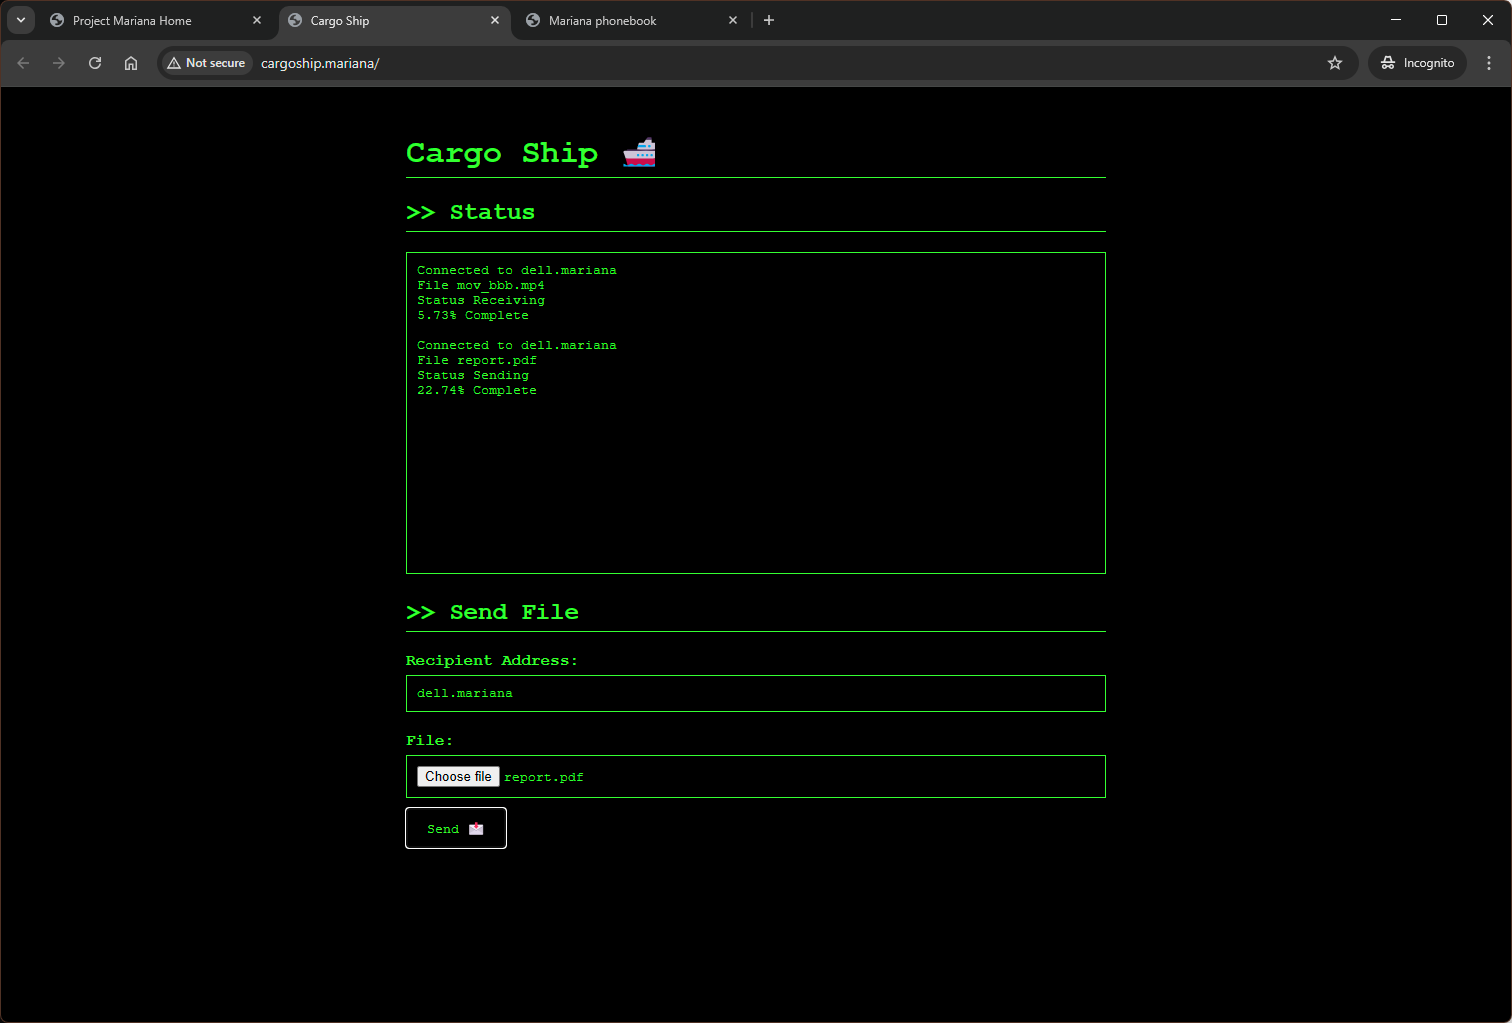 Project Mariana Home
Cargo Ship
Mariana phonebook
Not secure
cargoship.mariana/
Incognito
Cargo Ship
>> Status
Connected to dell.mariana
File mov_bbb.mp4
Status Receiving
5.73% Complete
Connected to dell.mariana
File report.pdf
Status Sending
22.74% Complete
>> Send File
Recipient Address:
dell.mariana
File:
Choose file report.pdf
Send